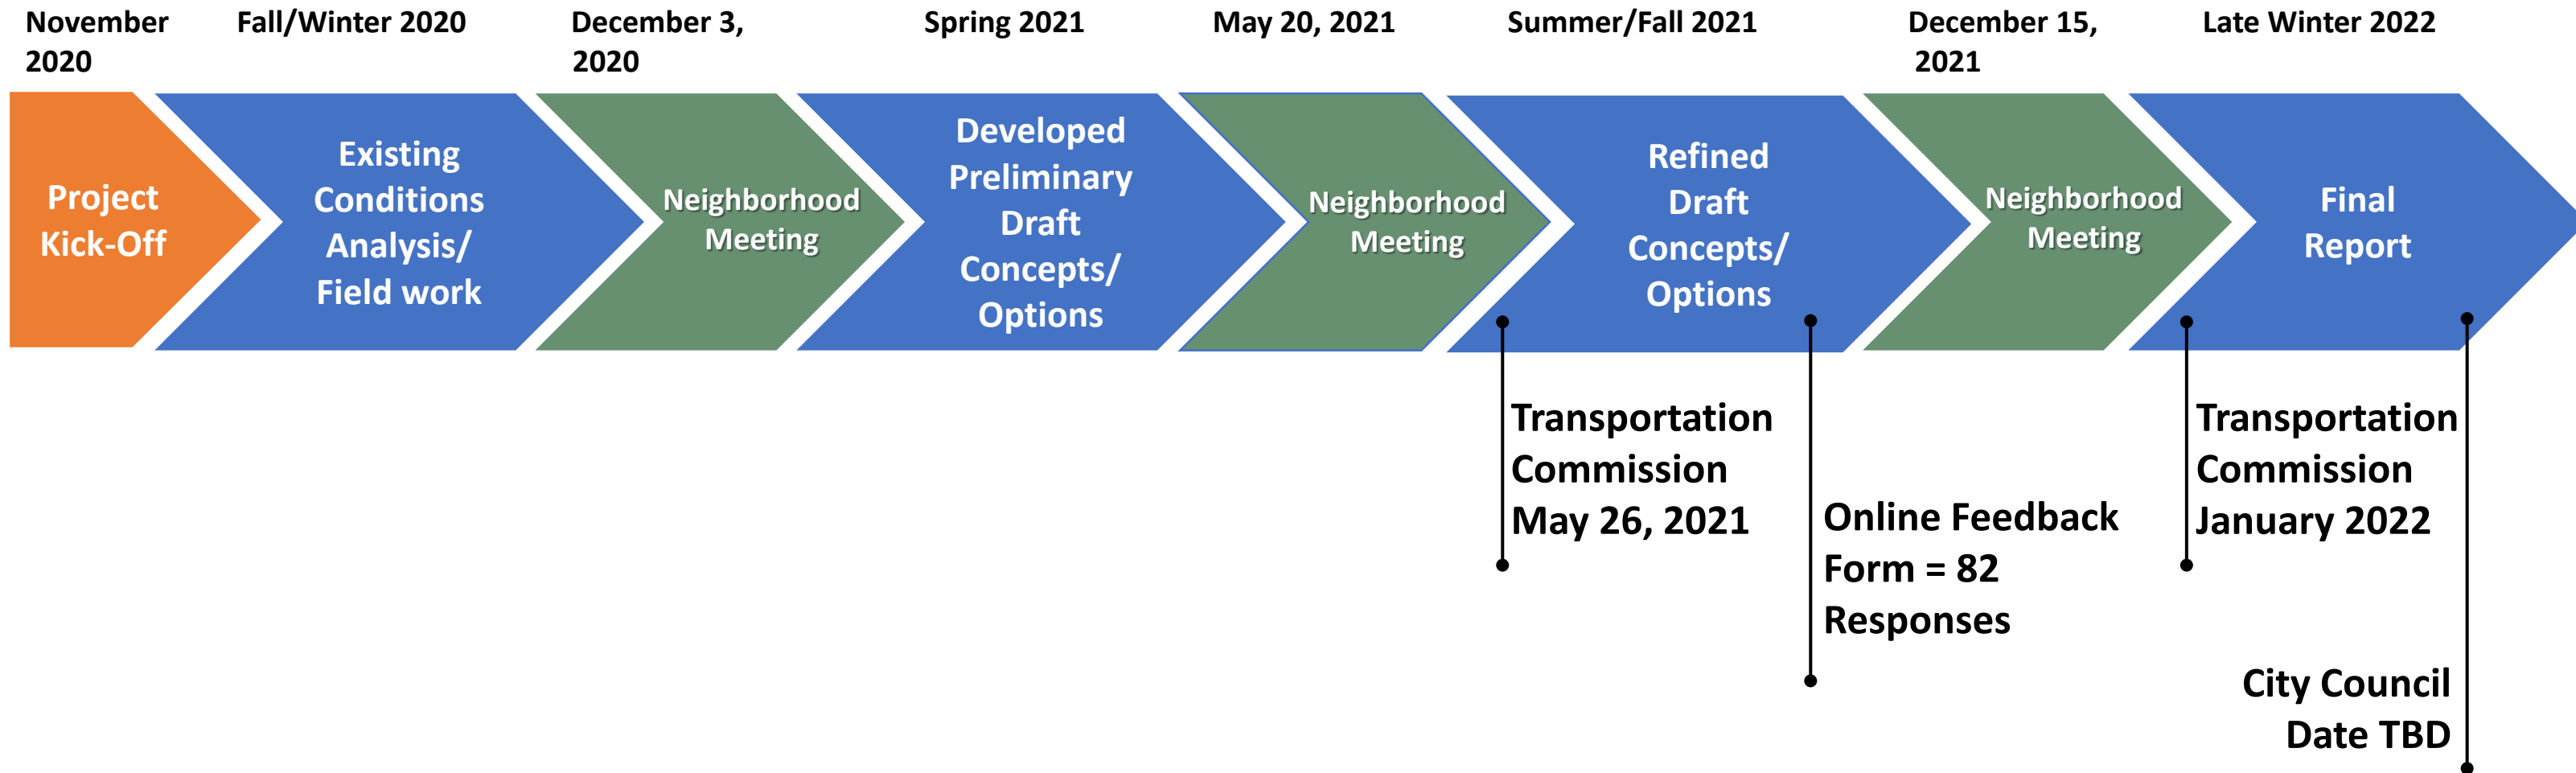 November
2020
Fall/Winter 2020
December 3,
2020
Spring 2021
May 20, 2021
Summer/Fall 2021
December 15,
2021
Late Winter 2022
Project
Kick-Off
Existing
Conditions
Analysis/
Field work
Neighborhood
Meeting
Developed
Preliminary
Draft
Concepts/
Options
Neighborhood
Meeting
Refined
Draft
Concepts/
Options
Neighborhood
Meeting
Final
Report
Transportation
Commission
May 26, 2021
Online Feedback
Form = 82
Responses
Transportation
Commission
January 2022
City Council
Date TBD